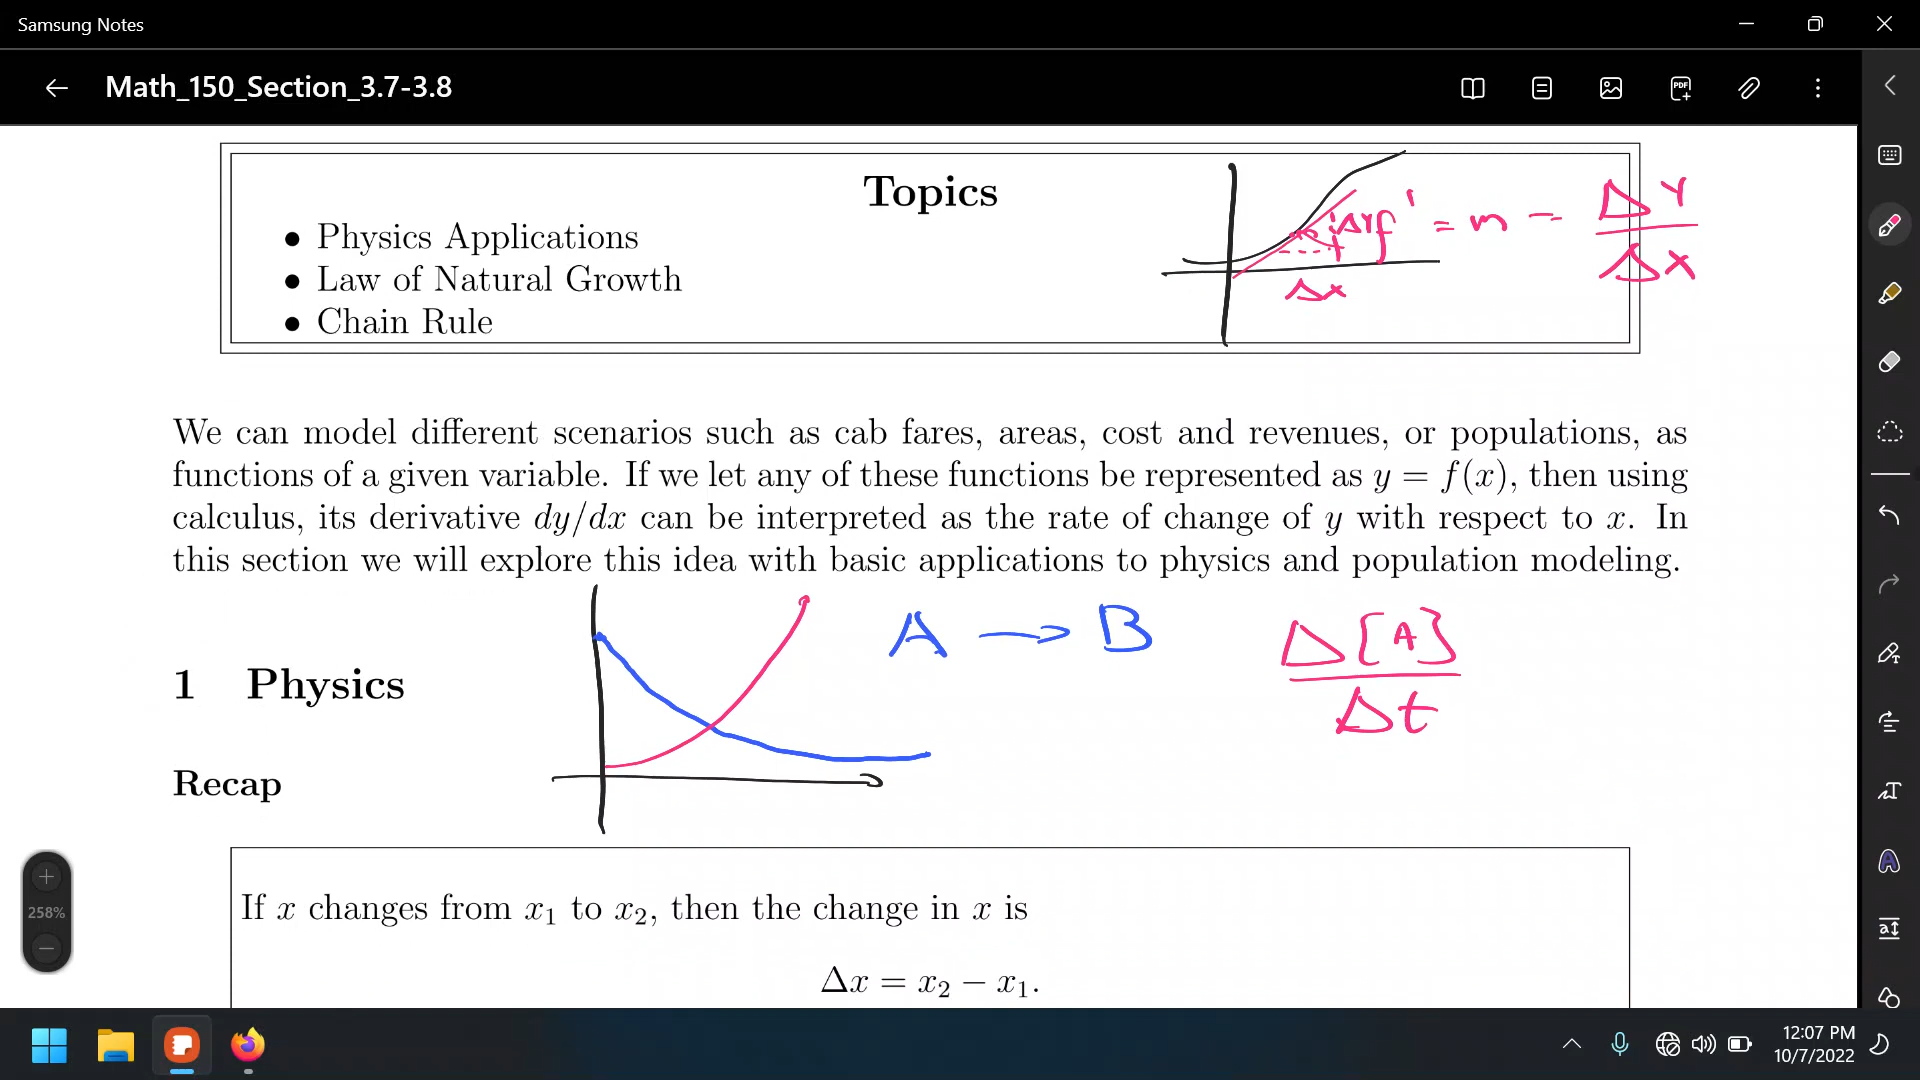 Samsung Notes
Math_150_Section_3.7-3.8
PDF
Topics
• Physics Applications
• Law of Natural Growth
• Chain Rule
f' = m = ΔY/ΔX
Δx
We can model different scenarios such as cab fares, areas, cost and revenues, or populations, as
functions of a given variable. If we let any of these functions be represented as y = f(x), then using
calculus, its derivative dy/dx can be interpreted as the rate of change of y with respect to x. In
this section we will explore this idea with basic applications to physics and population modeling.
A → B
Δ[A]/Δt
1 Physics
Recap
If x changes from x₁ to x₂, then the change in x is
Δx = x₂ − x₁.
258%
12:07 PM
10/7/2022